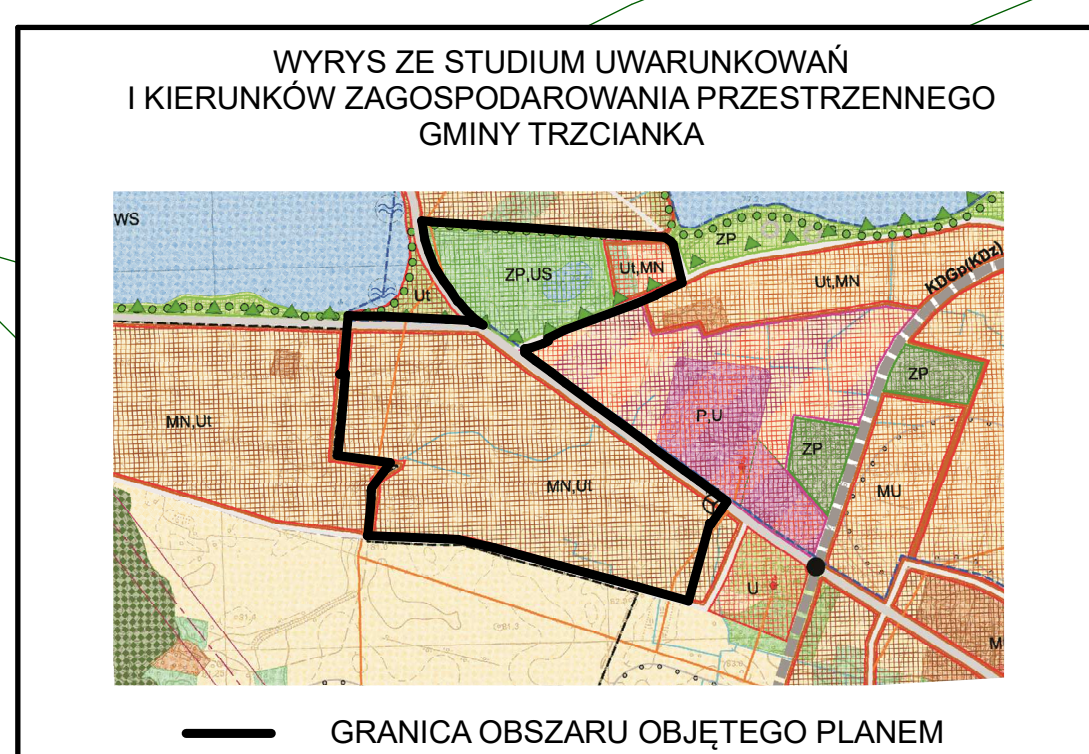 WYRYS ZE STUDIUM UWARUNKOWAŃ
I KIERUNKÓW ZAGOSPODAROWANIA PRZESTRZENNEGO
GMINY TRZCIANKA
WS
ZP
ZP,US
Ut,MN
Ut,MN
KDGp(KDz)
Ut
ZP
MN,Ut
P,U
ZP
MN,Ut
MU
U
M
GRANICA OBSZARU OBJĘTEGO PLANEM